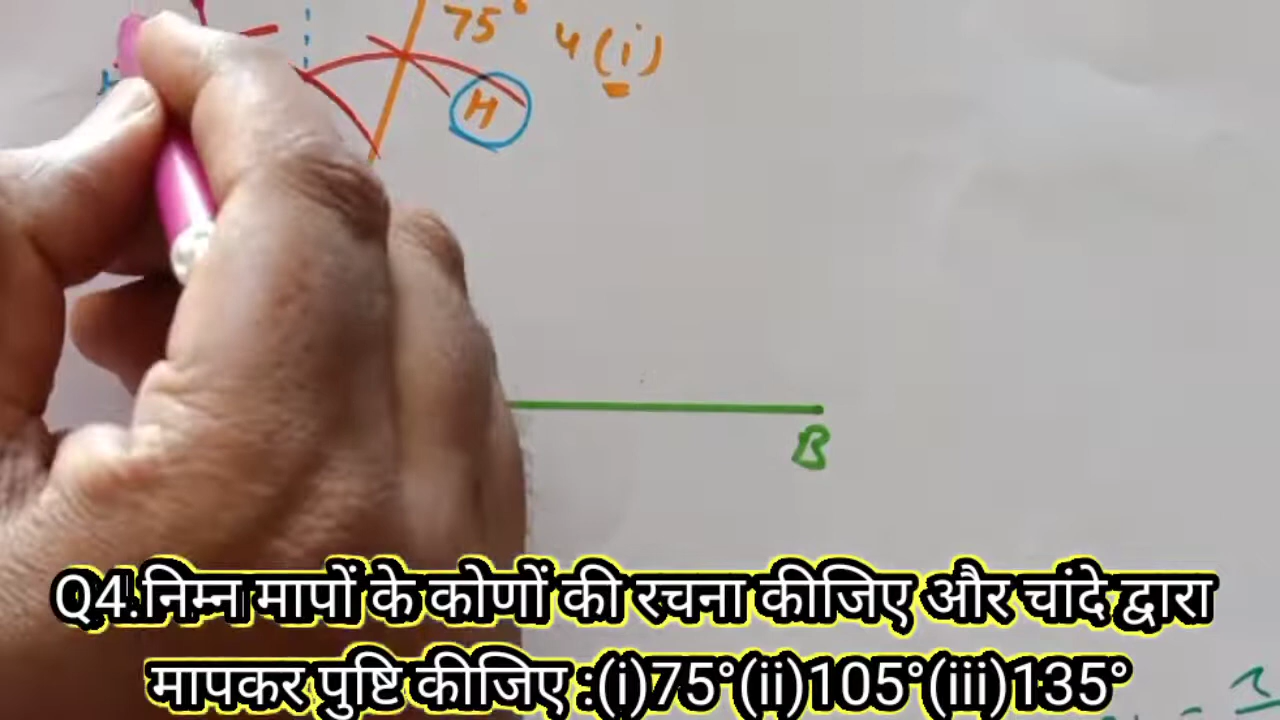 75° 4(i)
H
B
Q4.निम्न मापों के कोणों की रचना कीजिए और चांदे द्वारा
मापकर पुष्टि कीजिए :(i)75°(ii)105°(iii)135°